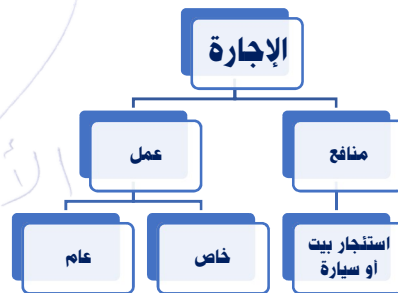 الإجارة
منافع
عمل
استئجار بيت
أو سيارة
خاص
عام